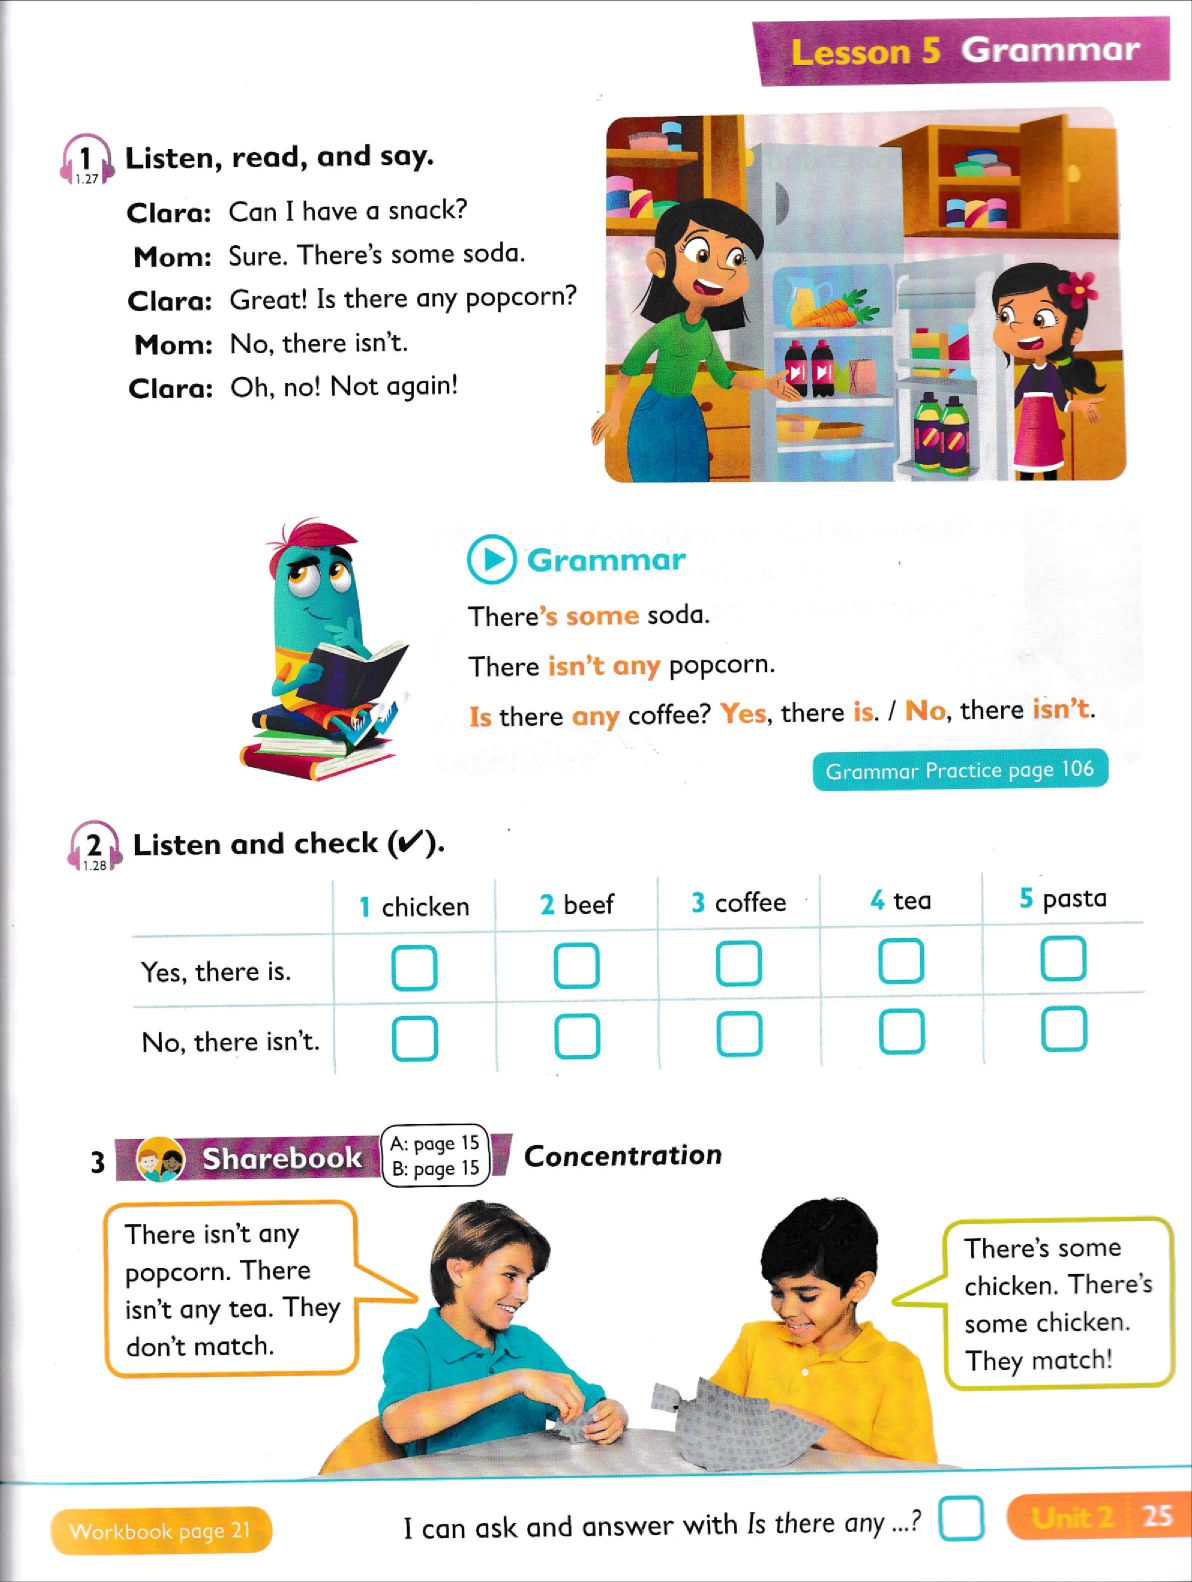 Lesson 5 Grammar
1 Listen, read, and say.
1.27
Clara: Can I have a snack?
Mom: Sure. There's some soda.
Clara: Great! Is there any popcorn?
Mom: No, there isn't.
Clara: Oh, no! Not again!
Grammar
There's some soda.
There isn't any popcorn.
Is there any coffee? Yes, there is. / No, there isn't.
Grammar Practice page 106
2 Listen and check (✔).
1.28
1 chicken 2 beef 3 coffee 4 tea 5 pasta
Yes, there is.
No, there isn't.
3 Sharebook A: page 15 Concentration
B: page 15
There isn't any
popcorn. There
isn't any tea. They
don't match.
There's some
chicken. There's
some chicken.
They match!
Workbook page 21
I can ask and answer with Is there any ...?
Unit 2 25